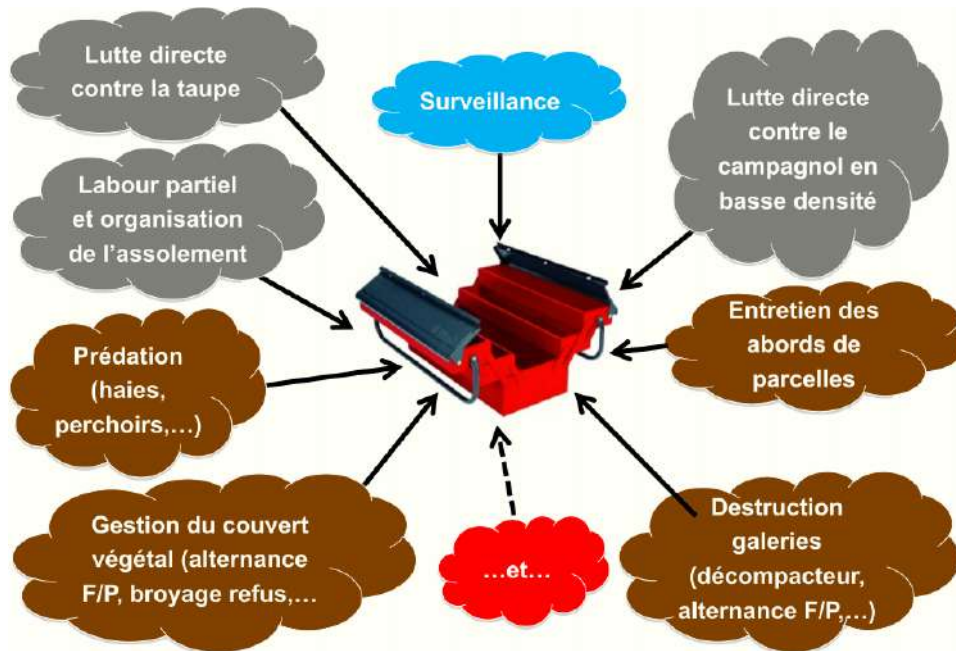 Lutte directe
contre la taupe
Surveillance
Lutte directe
contre le
campagnol en
basse densité
Labour partiel
et organisation
de l'assolement
Entretien des
abords de
parcelles
Prédation
(haies,
perchoirs,...)
Gestion du couvert
végétal (alternance
F/P, broyage refus,...
...et...
Destruction
galeries
(décompacteur,
alternance F/P,...)